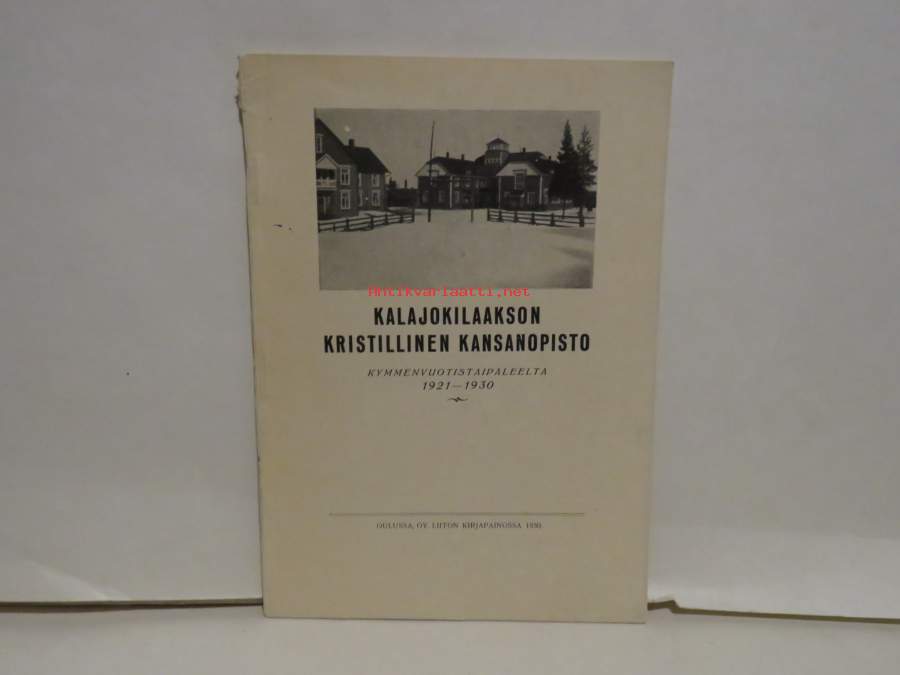 Antikvariaatti.net
KALAJOKILAAKSON
KRISTILLINEN KANSANOPISTO
KYMMENVUOTISTAIPALEELTA
1921—1930
OULUSSA, OY. LIITON KIRJAPAINOSSA 1930.